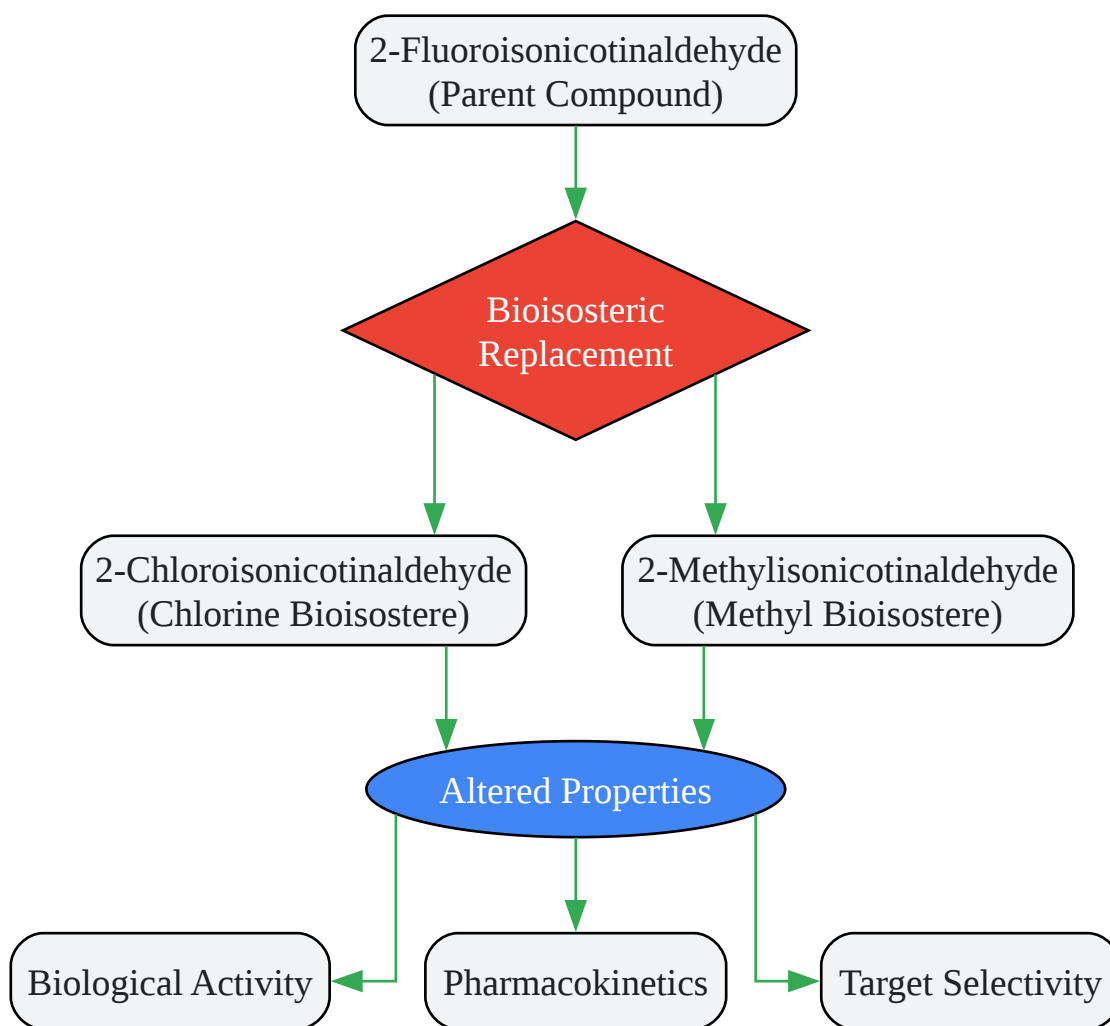 2-Fluoroisonicotinaldehyde
(Parent Compound)
Bioisosteric
Replacement
2-Chloroisonicotinaldehyde
(Chlorine Bioisostere)
2-Methylisonicotinaldehyde
(Methyl Bioisostere)
Altered Properties
Biological Activity
Pharmacokinetics
Target Selectivity